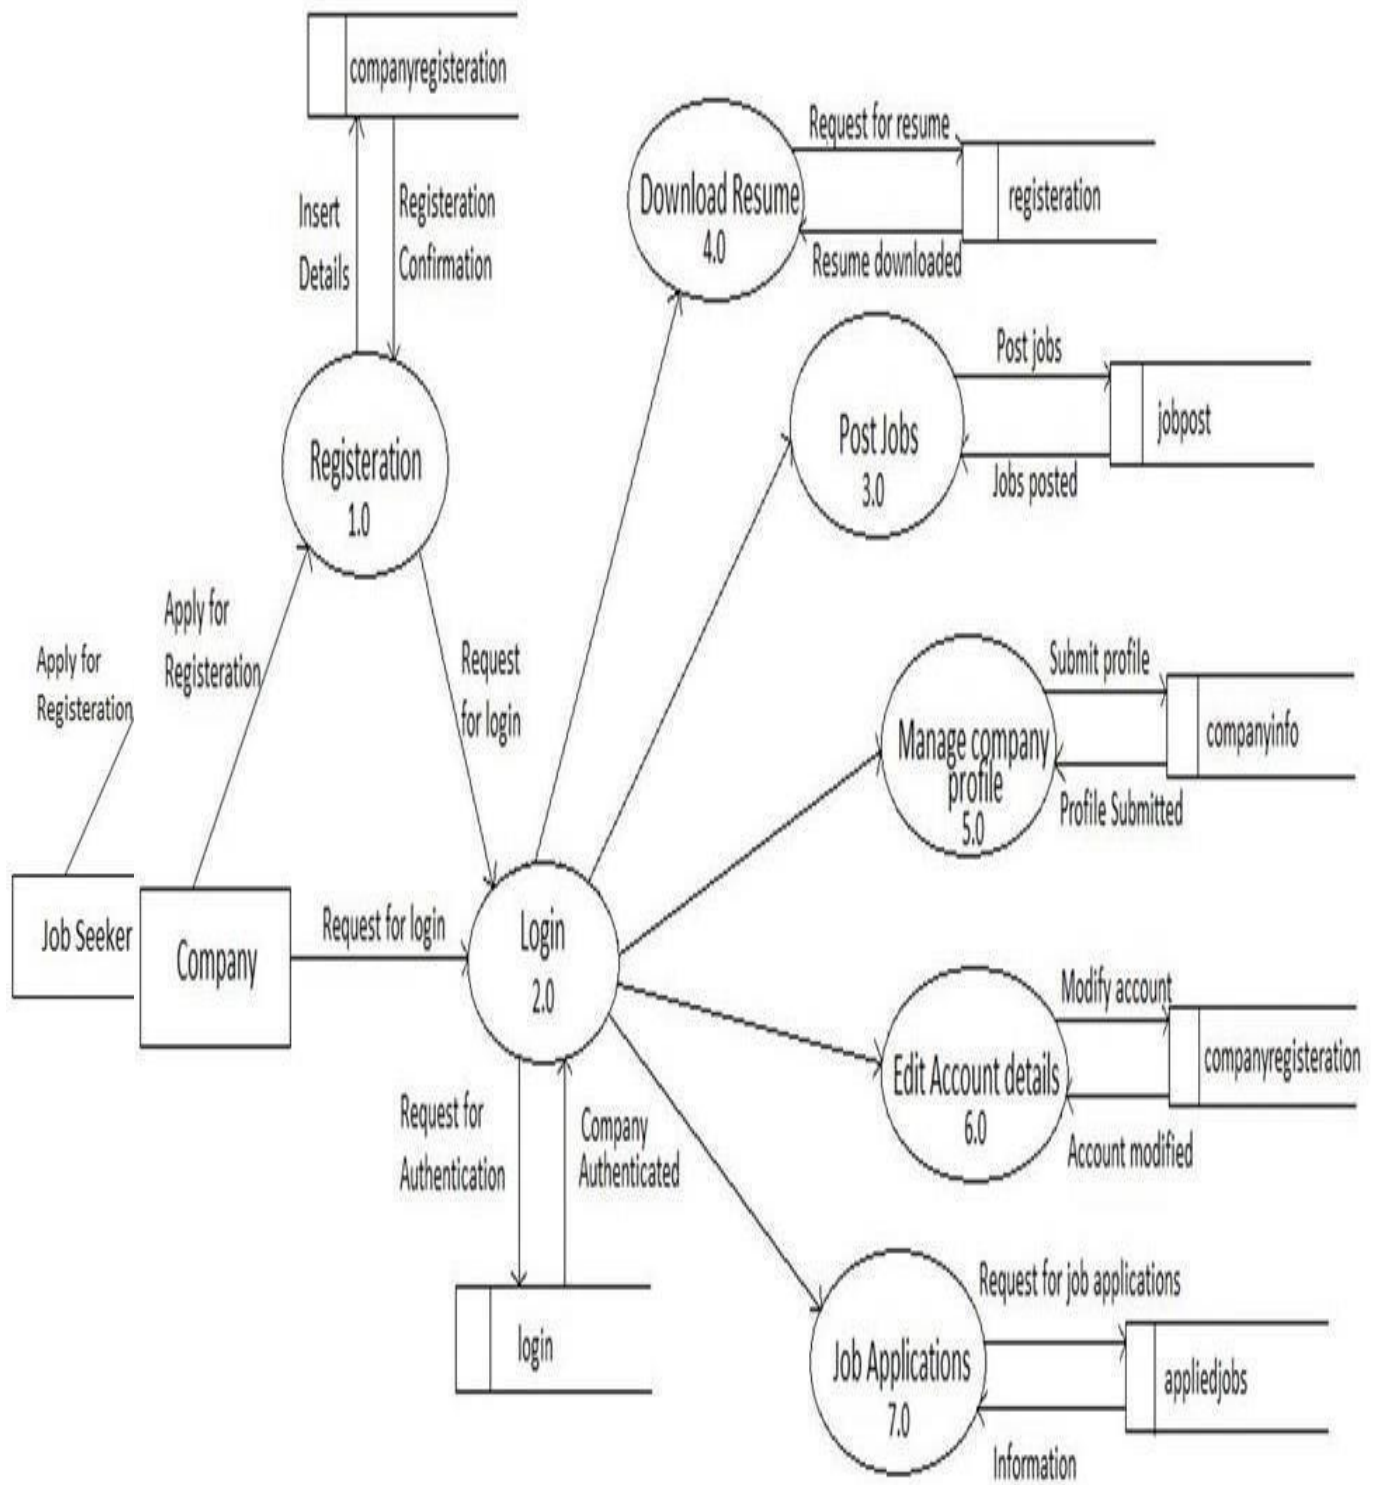 companyregisteration
Insert
Details
Registeration
Confirmation
Registeration
1.0
Apply for
Registeration
Apply for
Registeration
Request
for login
Job Seeker
Company
Request for login
Login
2.0
Request for
Authentication
Company
Authenticated
login
Download Resume
4.0
Request for resume
Resume downloaded
registeration
Post Jobs
3.0
Post jobs
Jobs posted
jobpost
Manage company
profile
5.0
Submit profile
Profile Submitted
companyinfo
Edit Account details
6.0
Modify account
Account modified
companyregisteration
Job Applications
7.0
Request for job applications
Information
appliedjobs